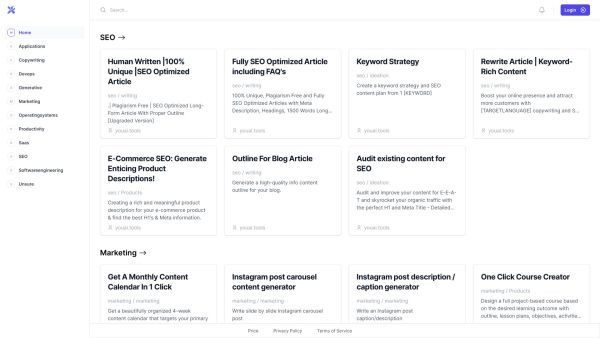 Search...
Login
Home
Applications
Copywriting
Devops
Generative
Marketing
Operatingsystems
Productivity
Saas
SEO
Softwareengineering
Unsure
SEO →
Human Written |100%
Unique |SEO Optimized
Article
seo / writing
.| Plagiarism Free | SEO Optimized Long-
Form Article With Proper Outline
[Upgraded Version]
youai.tools
Fully SEO Optimized Article
including FAQ's
seo / writing
100% Unique, Plagiarism Free and Fully
SEO Optimized Articles with Meta
Description, Headings, 1500 Words Long...
youai.tools
Keyword Strategy
seo / ideation
Create a keyword strategy and SEO
content plan from 1 [KEYWORD]
youai.tools
Rewrite Article | Keyword-
Rich Content
seo / writing
Boost your online presence and attract
more customers with
[TARGETLANGUAGE] copywriting and S...
youai.tools
E-Commerce SEO: Generate
Enticing Product
Descriptions!
seo / Products
Creating a rich and meaningful product
description for your e-commerce product
& find the best H1's & Meta information.
youai.tools
Outline For Blog Article
seo / writing
Generate a high-quality info content
outline for your blog.
youai.tools
Audit existing content for
SEO
seo / ideation
Audit and improve your content for E-E-A-
T and skyrocket your organic traffic with
the perfect H1 and Meta Title - Detailed...
youai.tools
Marketing →
Get A Monthly Content
Calendar In 1 Click
marketing / marketing
Get a beautifully organized 4-week
content calendar that targets your primary
Instagram post carousel
content generator
marketing / marketing
Write slide by slide Instagram carousel
post
Instagram post description /
caption generator
marketing / marketing
Write an Instagram post
caption/description
One Click Course Creator
marketing / Products
Design a full project-based course based
on the desired learning outcome with
outline, lesson plans, objectives, activitie...
Price
Privacy Policy
Terms of Service